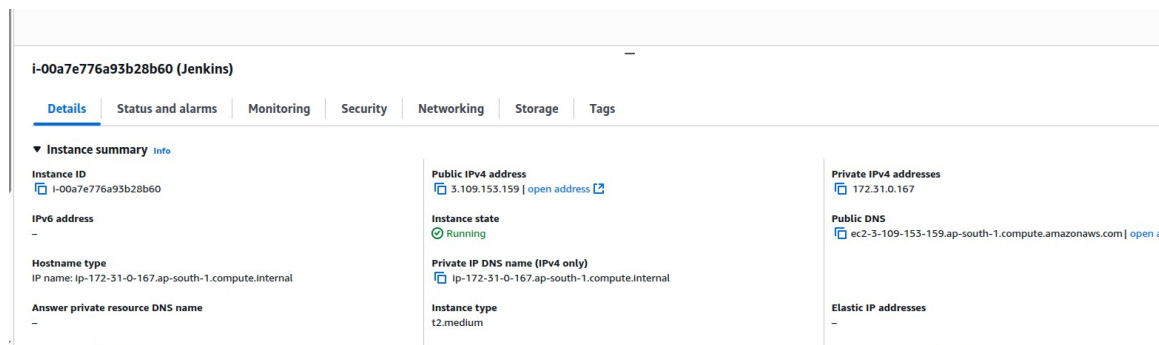 i-00a7e776a93b28b60 (Jenkins)
Details Status and alarms Monitoring Security Networking Storage Tags
▼ Instance summary Info
Instance ID
i-00a7e776a93b28b60
Public IPv4 address
3.109.153.159 | open address
Private IPv4 addresses
172.31.0.167
IPv6 address
–
Instance state
Running
Public DNS
ec2-3-109-153-159.ap-south-1.compute.amazonaws.com | open a
Hostname type
IP name: ip-172-31-0-167.ap-south-1.compute.internal
Private IP DNS name (IPv4 only)
ip-172-31-0-167.ap-south-1.compute.internal
Answer private resource DNS name
–
Instance type
t2.medium
Elastic IP addresses
–